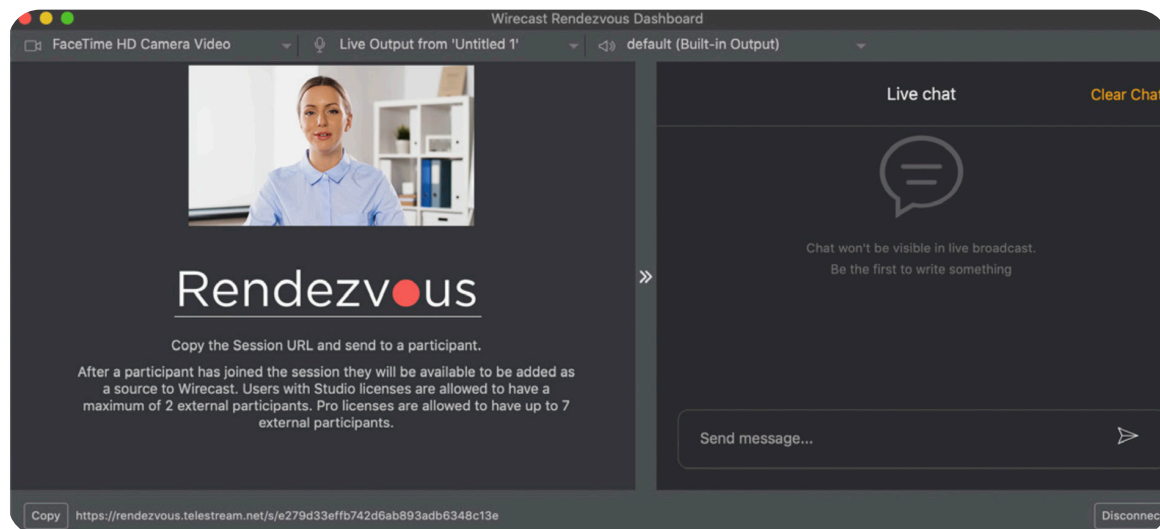 Wirecast Rendezvous Dashboard
FaceTime HD Camera Video
Live Output from 'Untitled 1'
default (Built-in Output)
Rendezvous
Copy the Session URL and send to a participant.
After a participant has joined the session they will be available to be added as
a source to Wirecast. Users with Studio licenses are allowed to have a
maximum of 2 external participants. Pro licenses are allowed to have up to 7
external participants.
Live chat
Clear Chat
Chat won't be visible in live broadcast.
Be the first to write something
Send message...
Copy
https://rendezvous.telestream.net/s/e279d33effb742d6ab893adb6348c13e
Disconnec